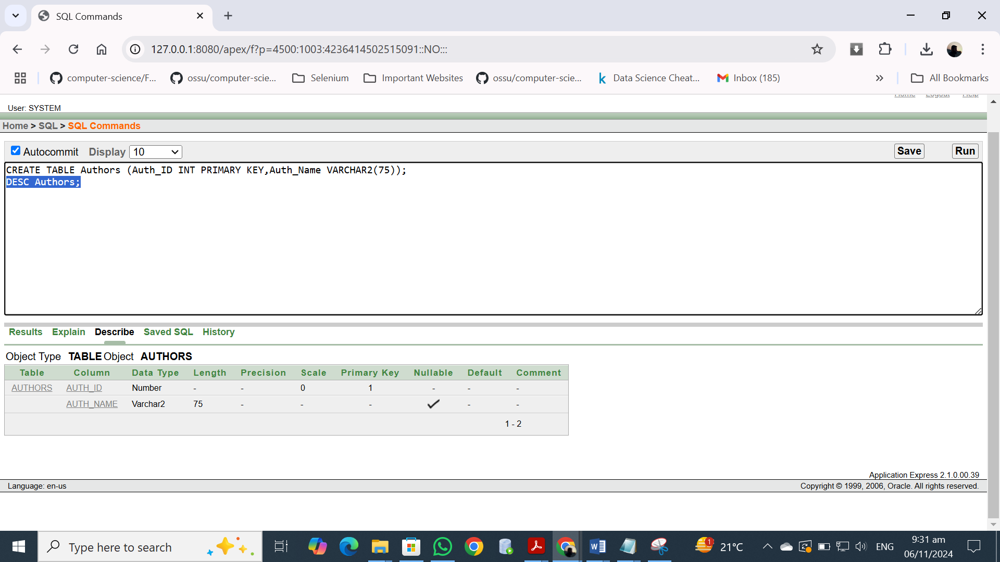 SQL Commands
127.0.0.1:8080/apex/f?p=4500:1003:4236414502515091::NO:::
computer-science/F... ossu/computer-scie... Selenium Important Websites ossu/computer-scie... Data Science Cheat... Inbox (185) » All Bookmarks
Home Logout Help
User: SYSTEM
Home > SQL > SQL Commands
Autocommit Display 10 Save Run
CREATE TABLE Authors (Auth_ID INT PRIMARY KEY,Auth_Name VARCHAR2(75));
DESC Authors;
Results Explain Describe Saved SQL History
Object Type TABLE Object AUTHORS
Table Column Data Type Length Precision Scale Primary Key Nullable Default Comment
AUTHORS AUTH_ID Number - - 0 1 - - -
AUTH_NAME Varchar2 75 - - - - -
1 - 2
Application Express 2.1.0.00.39
Language: en-us Copyright © 1999, 2006, Oracle. All rights reserved.
Type here to search 1 21°C ENG 9:31 am
06/11/2024